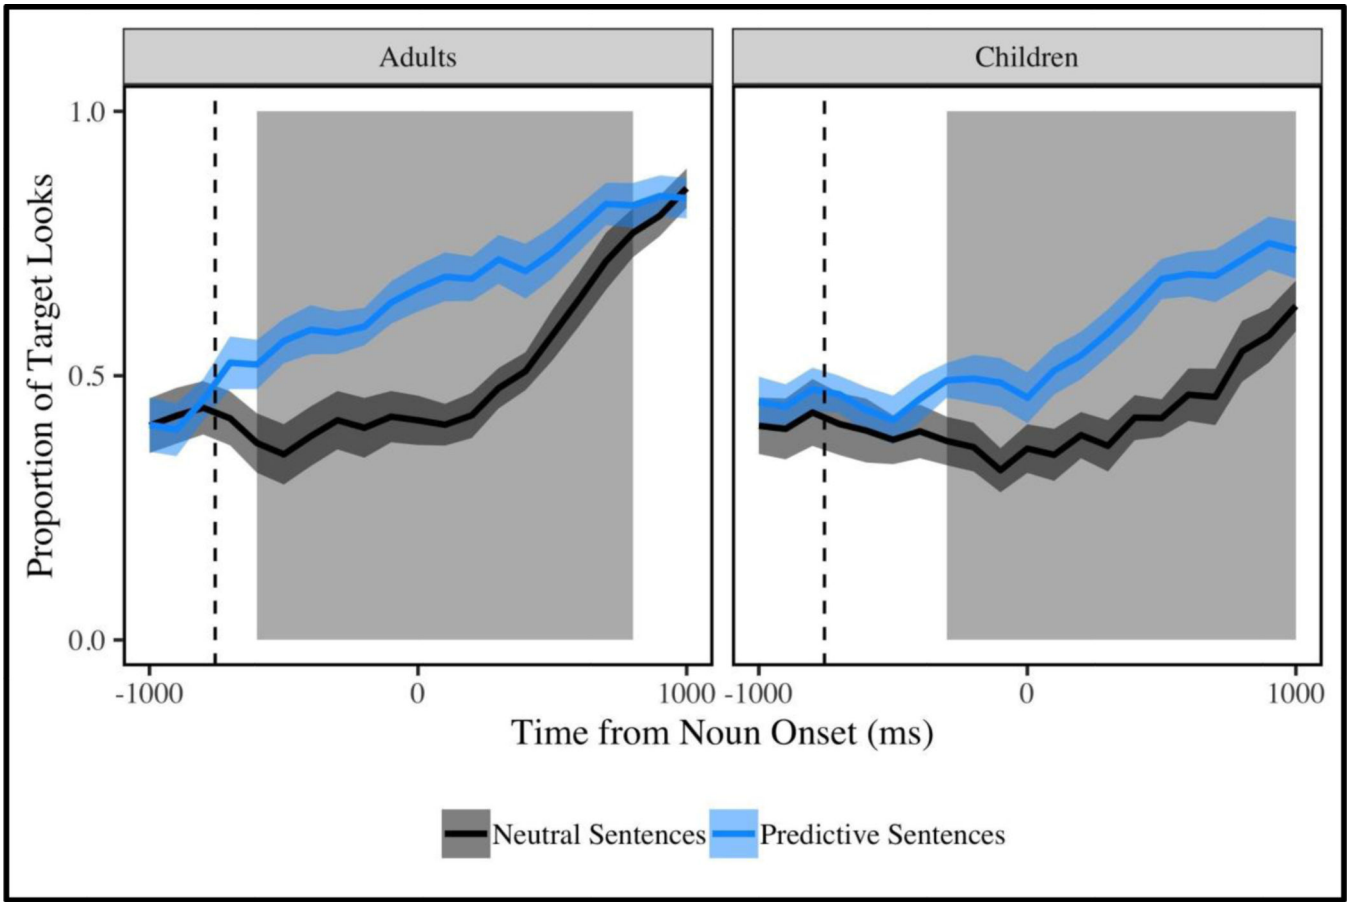 Adults
Children
1.0
0.5
0.0
Proportion of Target Looks
-1000 0 1000 -1000 0 1000
Time from Noun Onset (ms)
Neutral Sentences Predictive Sentences